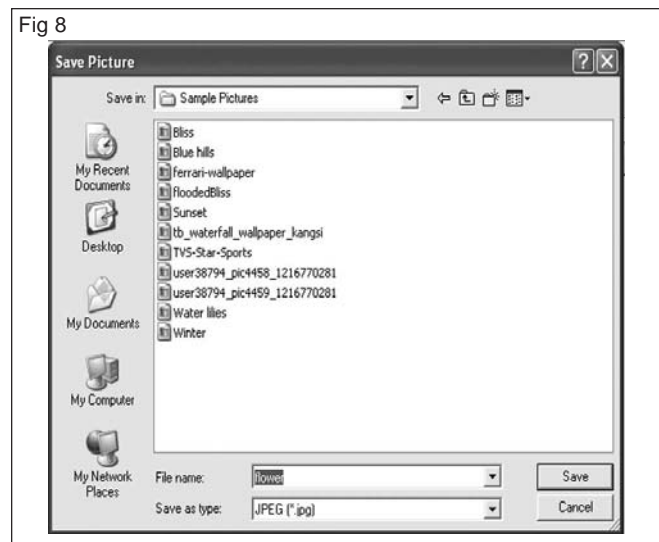 Fig 8
Save Picture
Save in: Sample Pictures
My Recent Documents
Desktop
My Documents
My Computer
My Network Places
Bliss
Blue hills
ferrari-wallpaper
floodedBliss
Sunset
tb_waterfall_wallpaper_kangsi
TVS-Star-Sports
user38794_pic4458_1216770281
user38794_pic4459_1216770281
Water lilies
Winter
File name: flower
Save
Save as type: JPEG (*.jpg)
Cancel